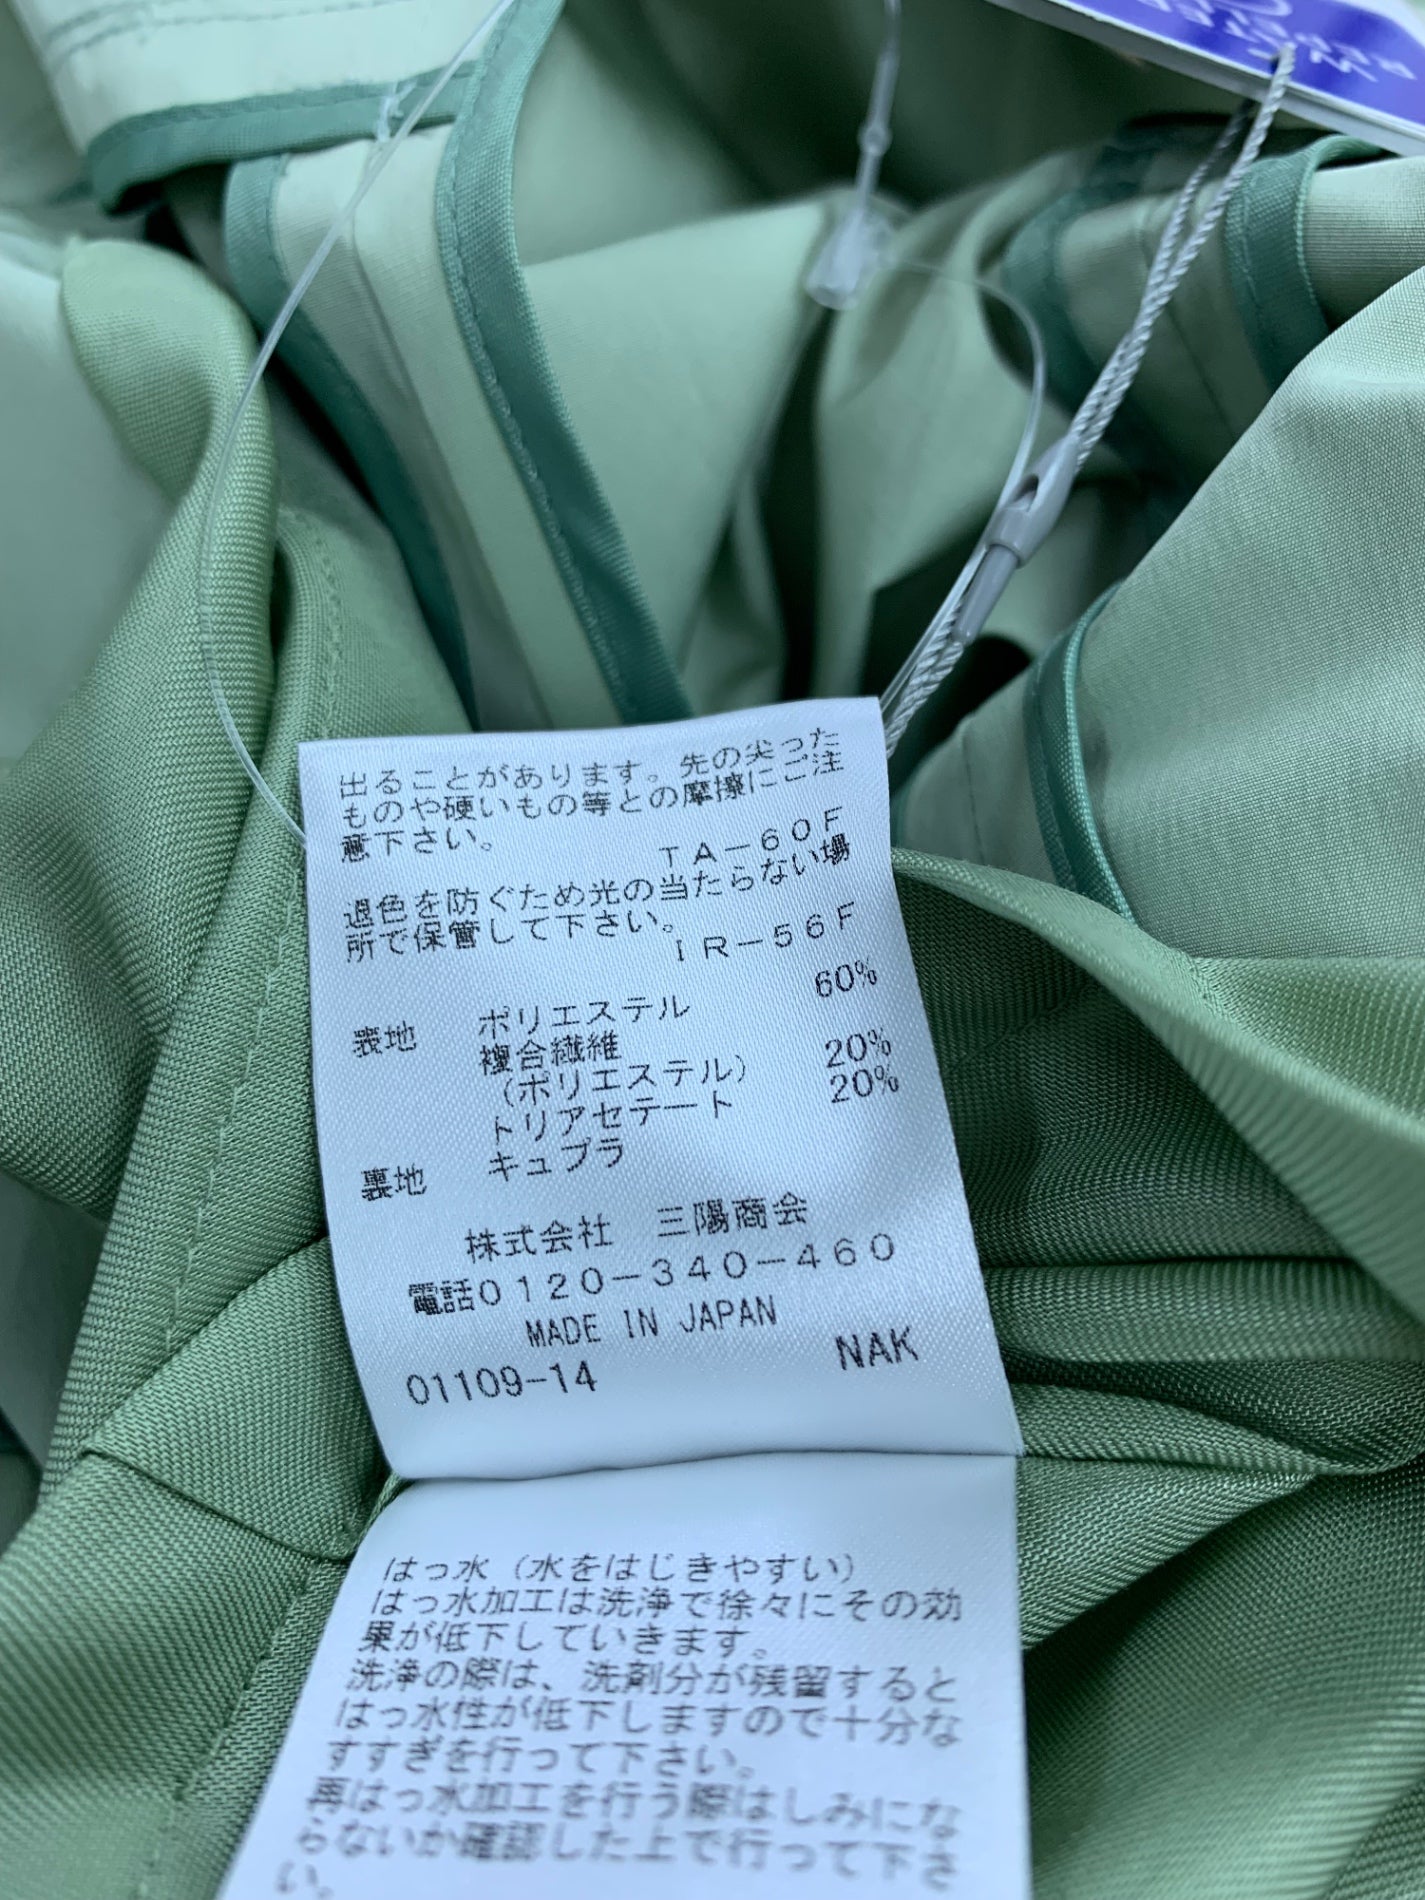 出ることがあります。先の尖った
ものや硬いもの等との摩擦にご注
意下さい。
TA-60F
退色を防ぐため光の当たらない場
所で保管して下さい。
IR-56F
表地 ポリエステル 60%
複合繊維
(ポリエステル) 20%
トリアセテート 20%
裏地 キュプラ
株式会社 三陽商会
電話0120-340-460
MADE IN JAPAN
01109-14 NAK
はっ水(水をはじきやすい)
はっ水加工は洗浄で徐々にその効
果が低下していきます。
洗浄の際は、洗剤分が残留すると
はっ水性が低下しますので十分な
すすぎを行って下さい。
再はっ水加工を行う際はしみにな
らないか確認した上で行って下さ
い。